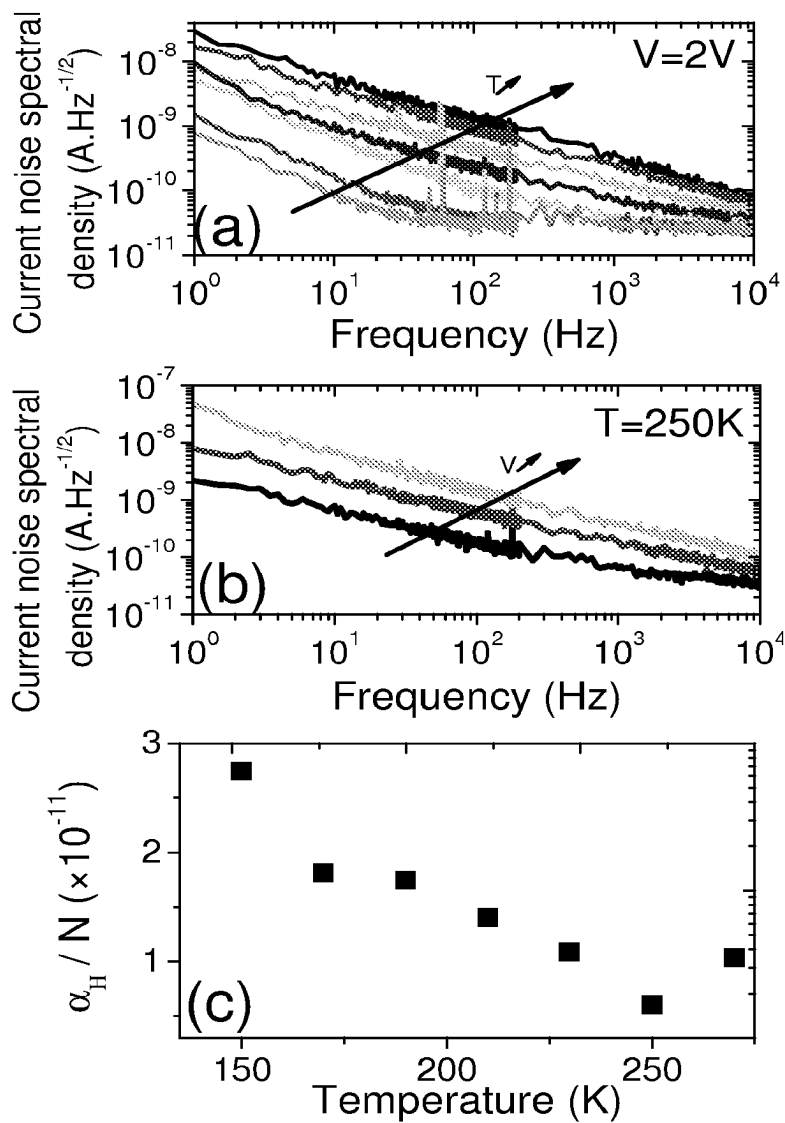 Current noise spectral
density (A.Hz^-1/2)
10^-8
10^-9
10^-10
10^-11
V=2V
T
(a)
10^0 10^1 10^2 10^3 10^4
Frequency (Hz)
Current noise spectral
density (A.Hz^-1/2)
10^-7
10^-8
10^-9
10^-10
10^-11
T=250K
V
(b)
10^0 10^1 10^2 10^3 10^4
Frequency (Hz)
α_H / N (×10^-11)
3
2
1
(c)
150 200 250
Temperature (K)